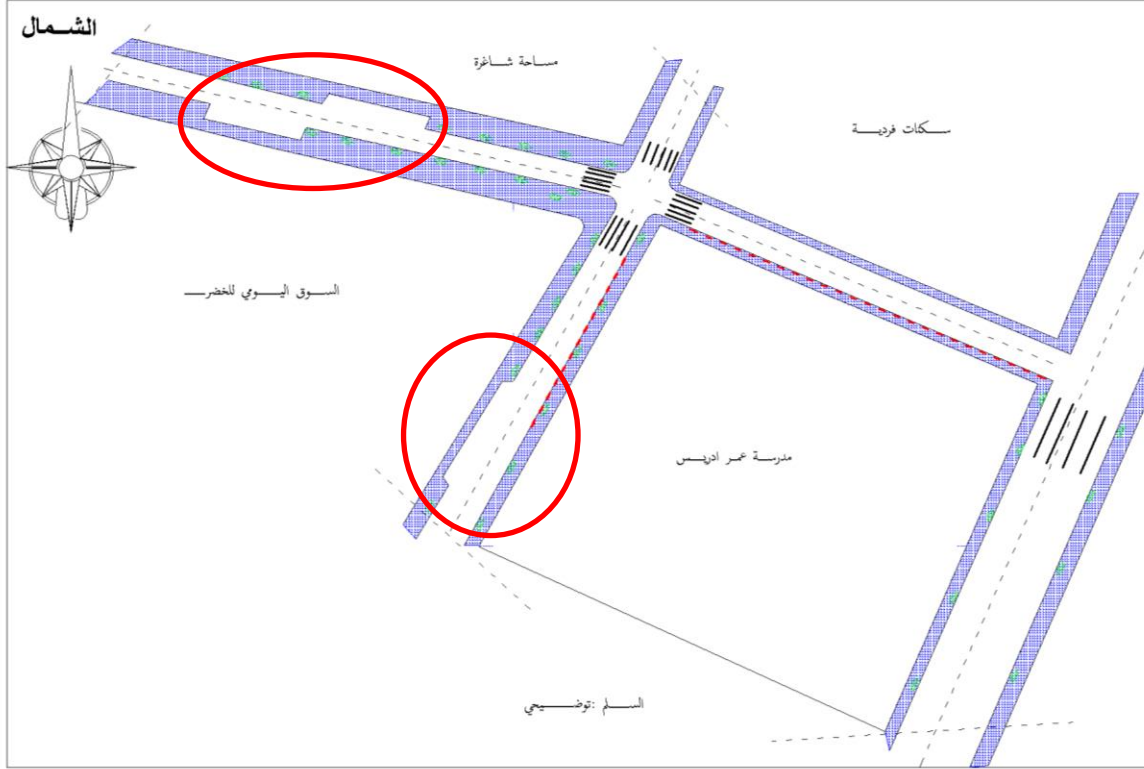 الشمال
مساحة شاغرة
سكنات فردية
السوق اليومي للخضر
مدرسة عمر ادريس
السلم :توضيحي